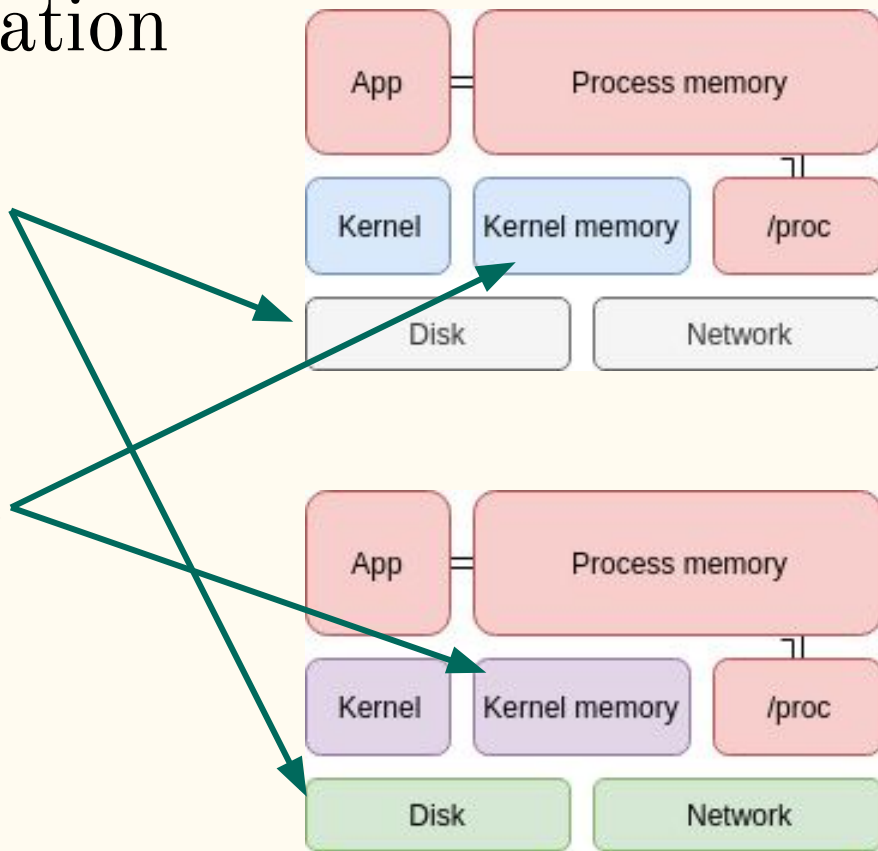 ation
App
Process memory
Kernel
Kernel memory
/proc
Disk
Network
App
Process memory
Kernel
Kernel memory
/proc
Disk
Network